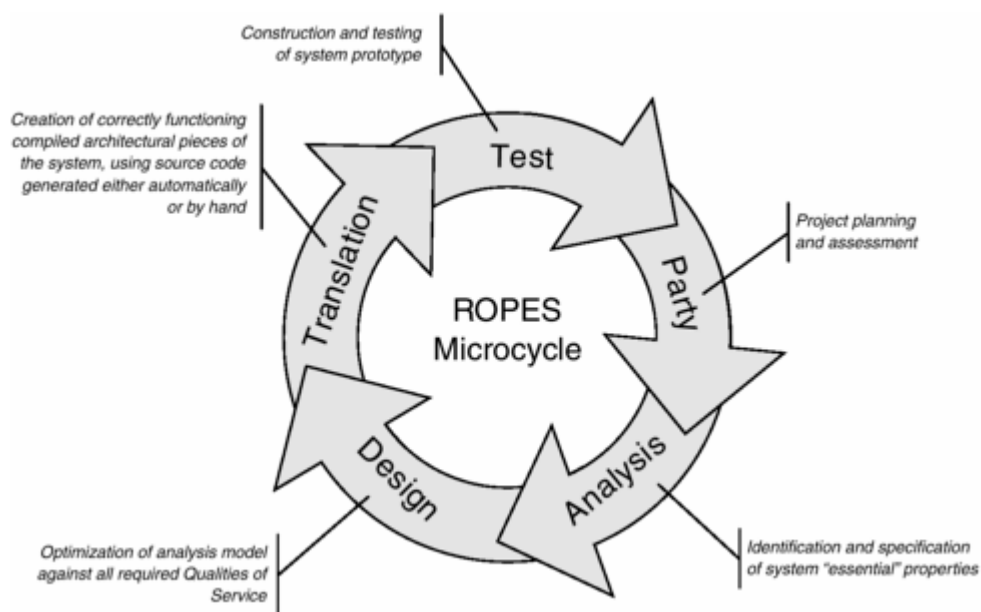 Construction and testing
of system prototype
Creation of correctly functioning
compiled architectural pieces of
the system, using source code
generated either automatically
or by hand
Test
Project planning
and assessment
Party
Translation
ROPES
Microcycle
Analysis
Design
Identification and specification
of system “essential” properties
Optimization of analysis model
against all required Qualities of
Service